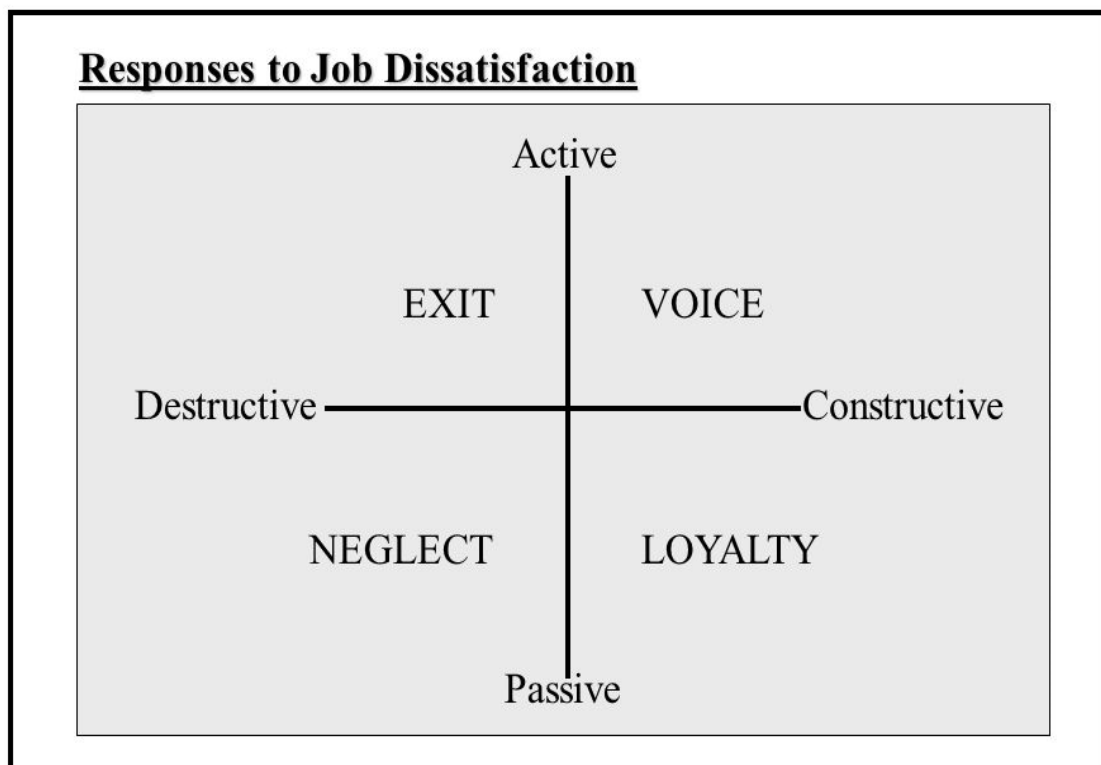 Responses to Job Dissatisfaction
Active
EXIT VOICE
Destructive Constructive
NEGLECT LOYALTY
Passive